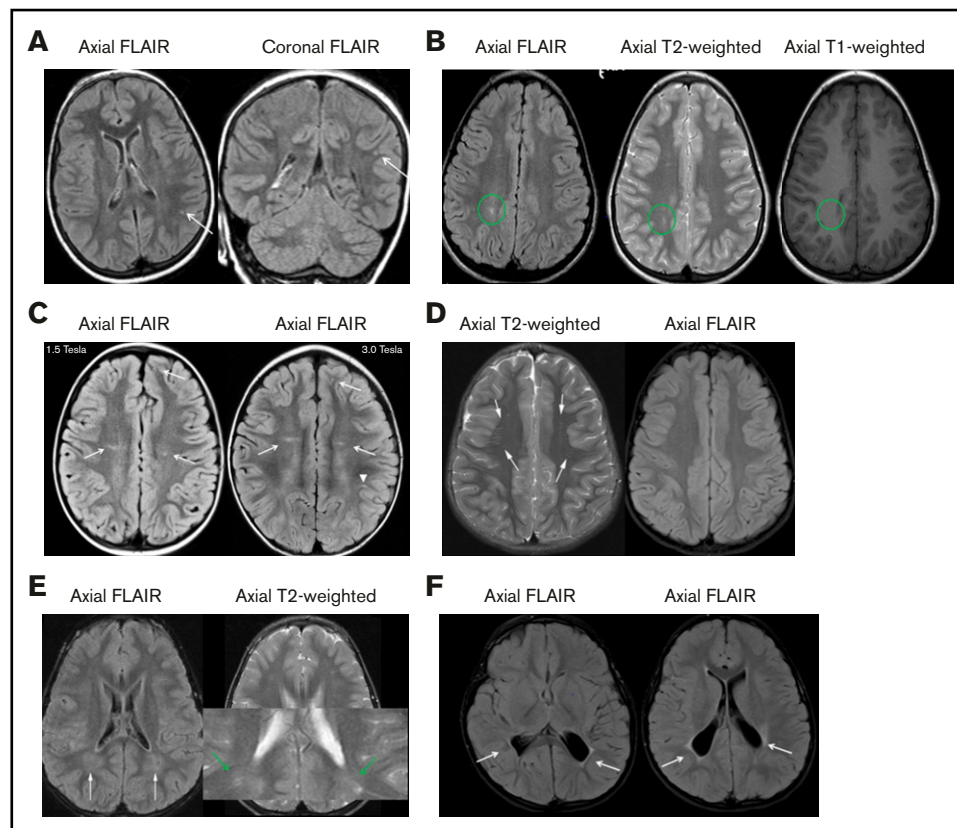 A
Axial FLAIR
Coronal FLAIR
B
Axial FLAIR
Axial T2-weighted
Axial T1-weighted
C
Axial FLAIR
Axial FLAIR
1.5 Tesla
3.0 Tesla
D
Axial T2-weighted
Axial FLAIR
E
Axial FLAIR
Axial T2-weighted
F
Axial FLAIR
Axial FLAIR